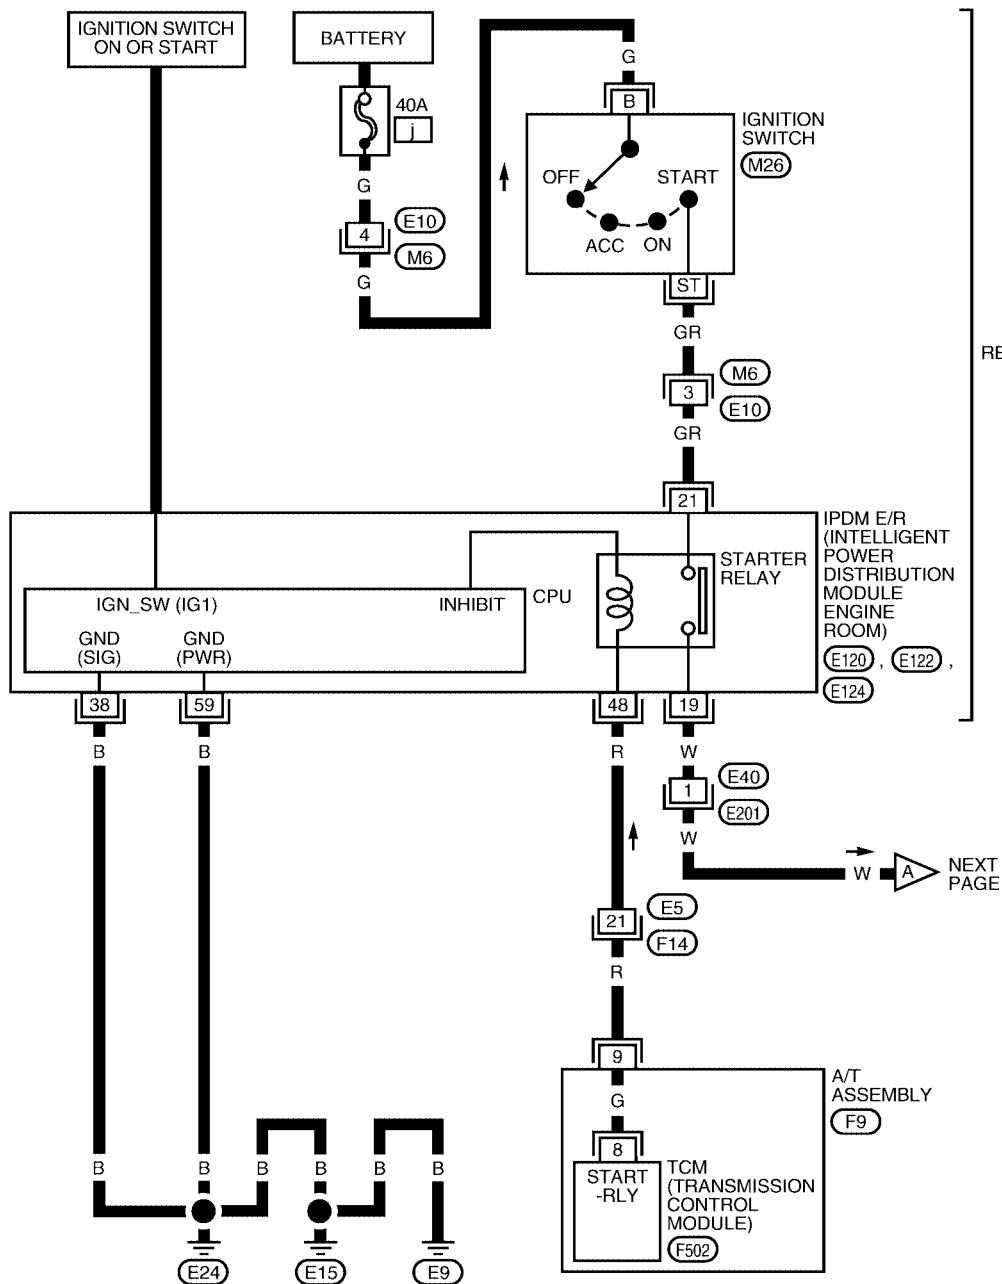 IGNITION SWITCH
ON OR START
BATTERY
40A
j
G
B
IGNITION
SWITCH
M26
OFF
START
ACC
ON
G
4
E10
M6
G
ST
GR
3
M6
E10
GR
RE
21
IPDM E/R
(INTELLIGENT
POWER
DISTRIBUTION
MODULE
ENGINE
ROOM)
E120 , E122 ,
E124
STARTER
RELAY
IGN_SW (IG1)
INHIBIT
CPU
GND
(SIG)
GND
(PWR)
38
59
48
19
B
B
R
W
1
E40
E201
W
W
A
NEXT
PAGE
21
E5
F14
R
9
A/T
ASSEMBLY
F9
G
8
START
-RLY
TCM
(TRANSMISSION
CONTROL
MODULE)
F502
B
B
B
B
B
B
E24
E15
E9